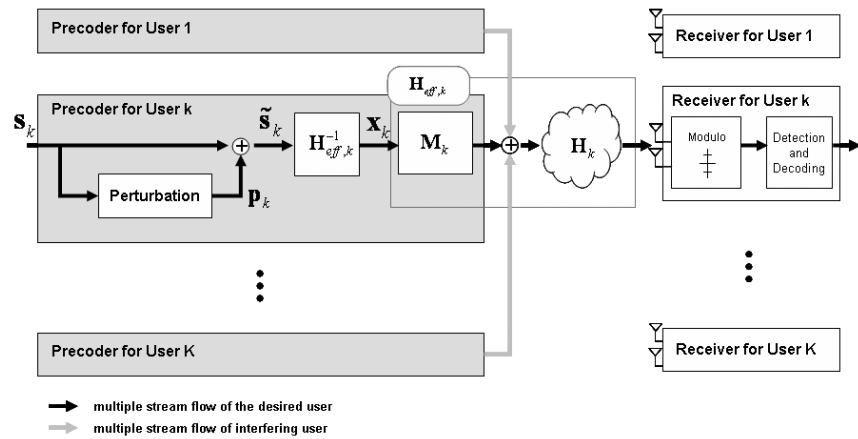 Precoder for User 1
Receiver for User 1
H_eff,k
Precoder for User k
Receiver for User k
s_k
s̃_k
H_eff,k^-1
x_k
M_k
H_k
Modulo
Detection and Decoding
Perturbation
p_k
Precoder for User K
Receiver for User K
multiple stream flow of the desired user
multiple stream flow of interfering user